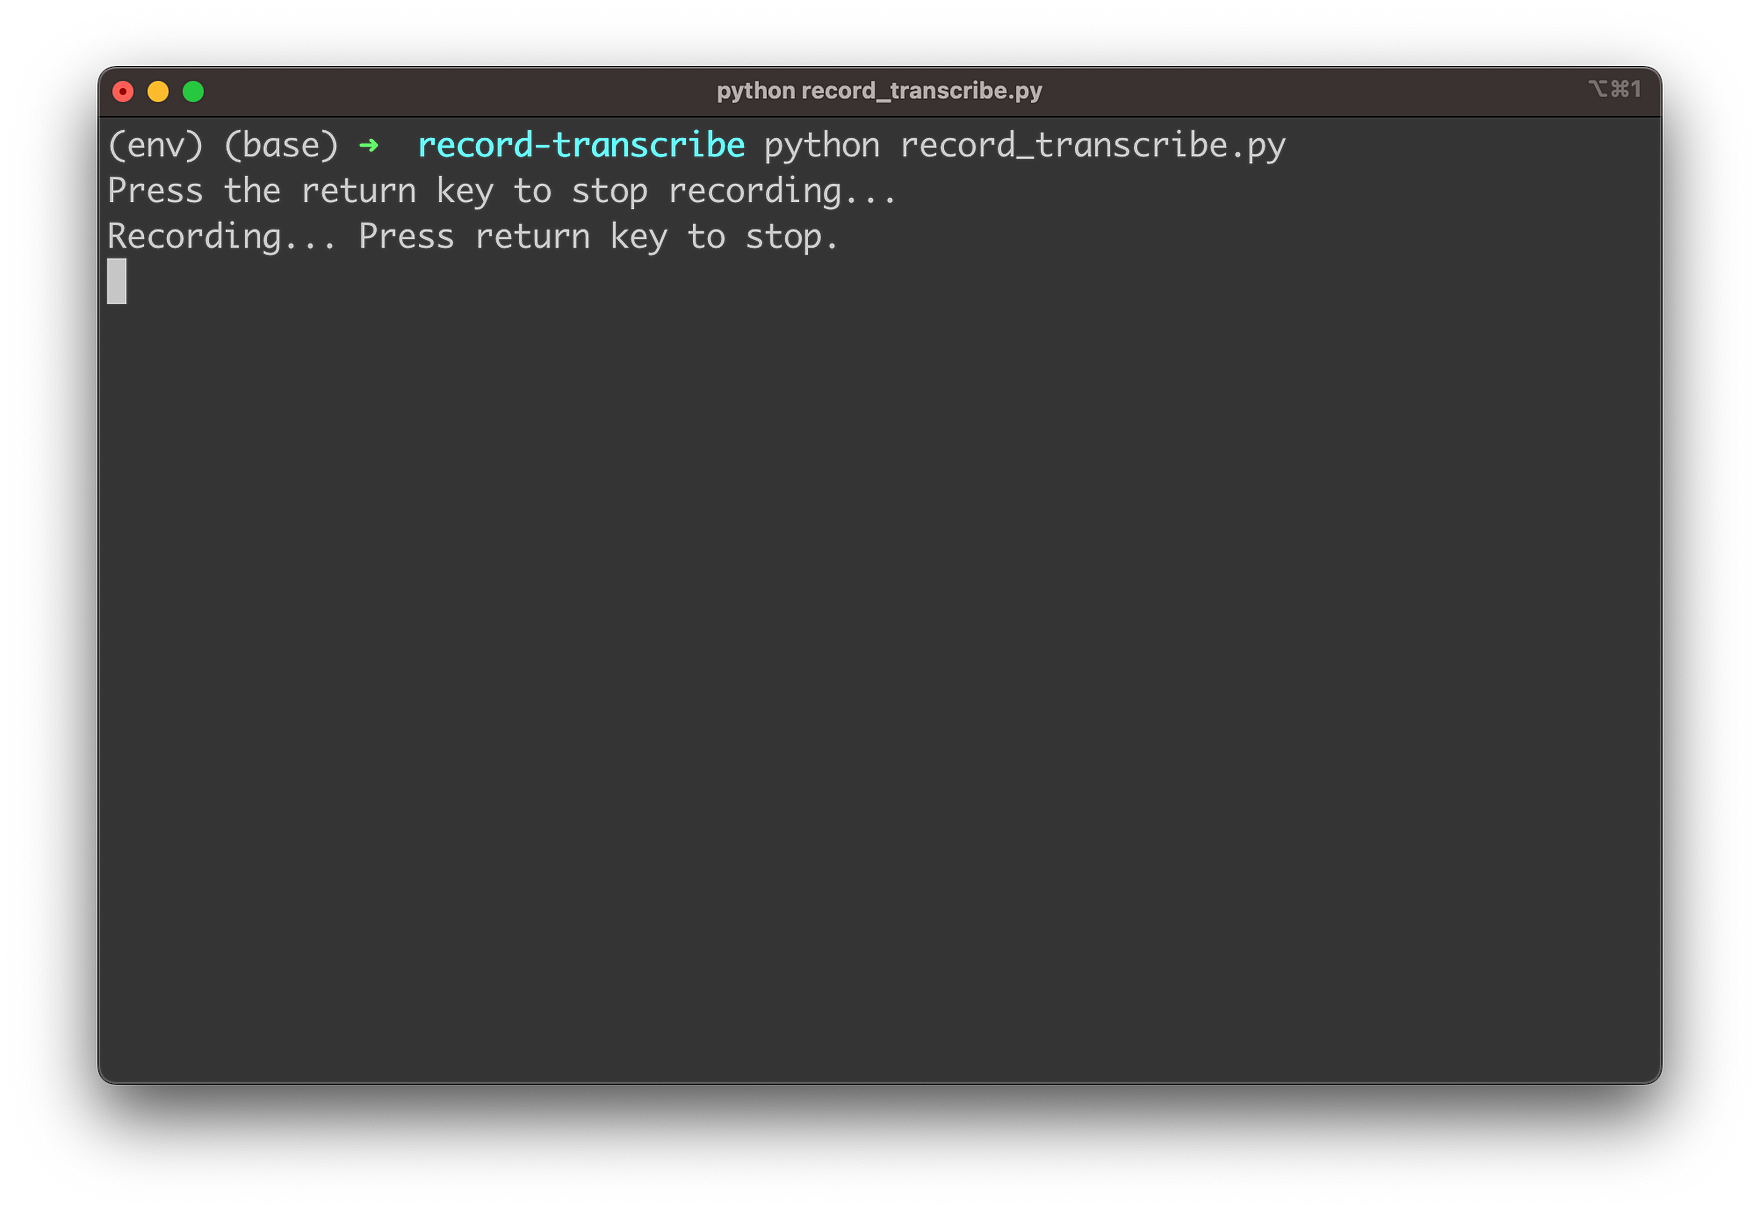 python record_transcribe.py
⌥⌘1
(env) (base) ➜  record-transcribe python record_transcribe.py
Press the return key to stop recording...
Recording... Press return key to stop.